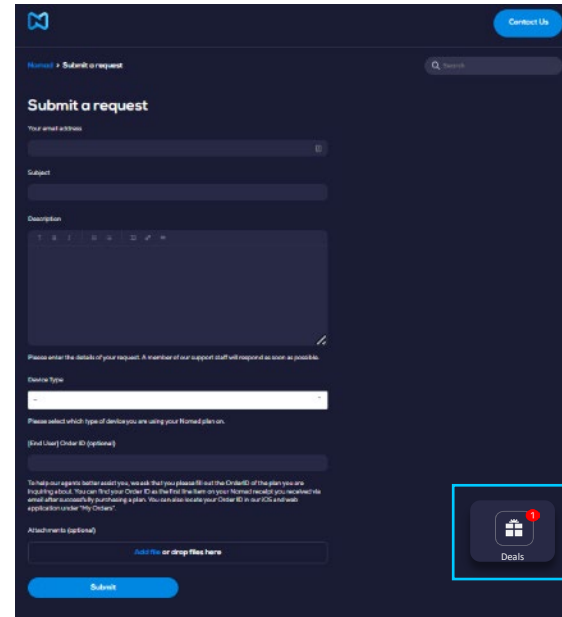 Contact Us
Nomad > Submit a request
Search
Submit a request
Your email address
Subject
Description
Please enter the details of your request. A member of our support staff will respond as soon as possible.
Device Type
-
Please select which type of device you are using your Nomad plan on.
[End User] Order ID (optional)
To help our agents better assist you, we ask that you please fill out the OrderID of the plan you are
inquiring about. You can find your Order ID as the first line item on your Nomad receipt you received via
email after successfully purchasing a plan. You can also locate your Order ID in our iOS and web
application under "My Orders".
Attachments (optional)
Add file or drop files here
Submit
1
Deals